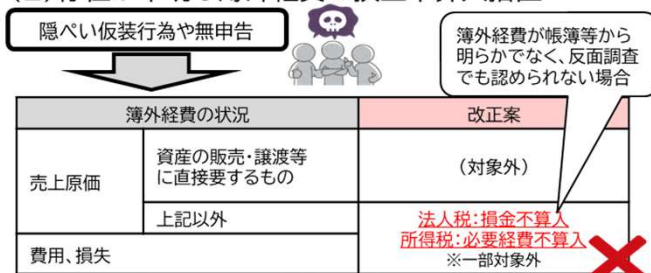 隠ぺい仮装行為や無申告
簿外経費が帳簿等から
明らかでなく、反面調査
でも認められない場合
簿外経費の状況
改正案
売上原価
資産の販売・譲渡等
に直接要するもの
(対象外)
上記以外
法人税:損金不算入
所得税:必要経費不算入
※一部対象外
費用、損失